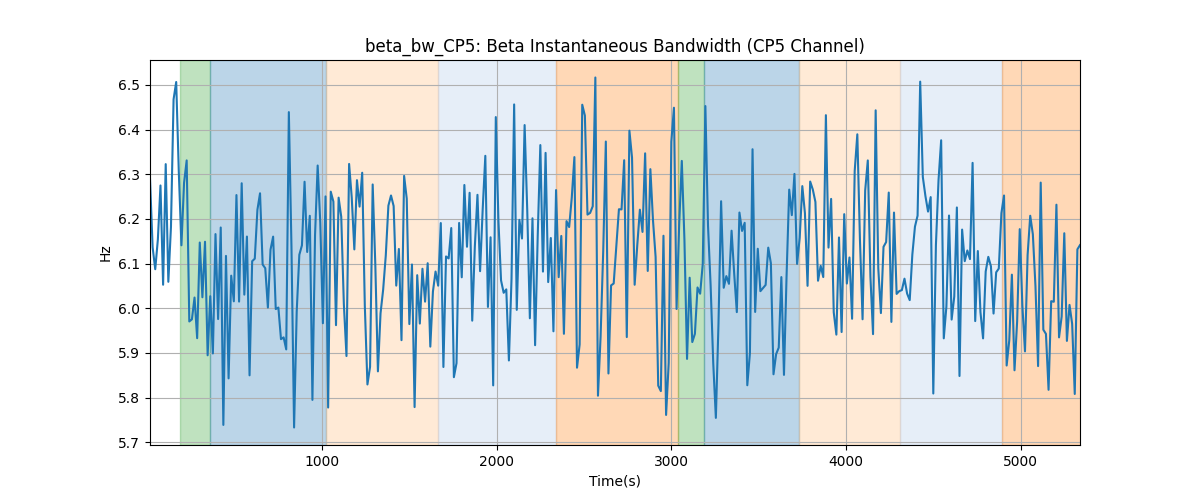 beta_bw_CP5: Beta Instantaneous Bandwidth (CP5 Channel)
6.5
6.4
6.3
6.2
6.1
6.0
5.9
5.8
5.7
Hz
1000 2000 3000 4000 5000
Time(s)